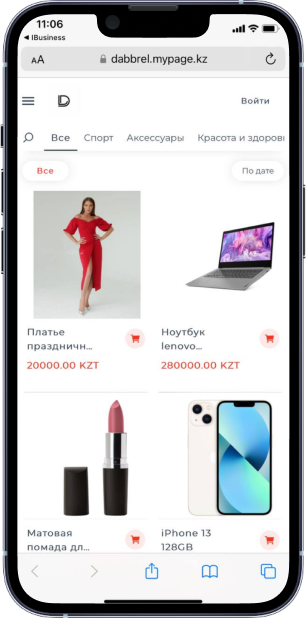 11:06
◀ IBusiness
AA dabbrel.mypage.kz
D Войти
Все Спорт Аксессуары Красота и здоровь
Все По дате
Платье
праздничн...
20000.00 KZT
Ноутбук
lenovo...
280000.00 KZT
Матовая
помада дл...
iPhone 13
128GB